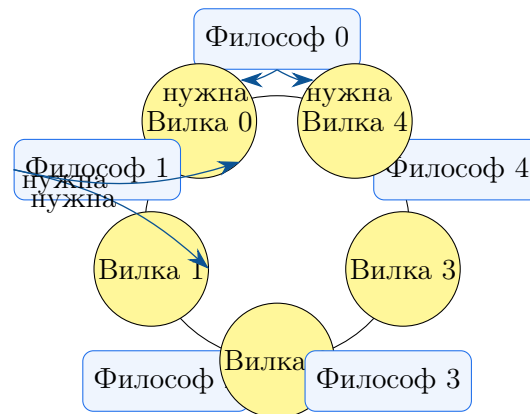 Философ 0
нужна
нужна
Вилка 0
Вилка 4
Философ 1
Философ 4
нужна
нужна
Вилка 1
Вилка 3
Вилка
Философ
Философ 3